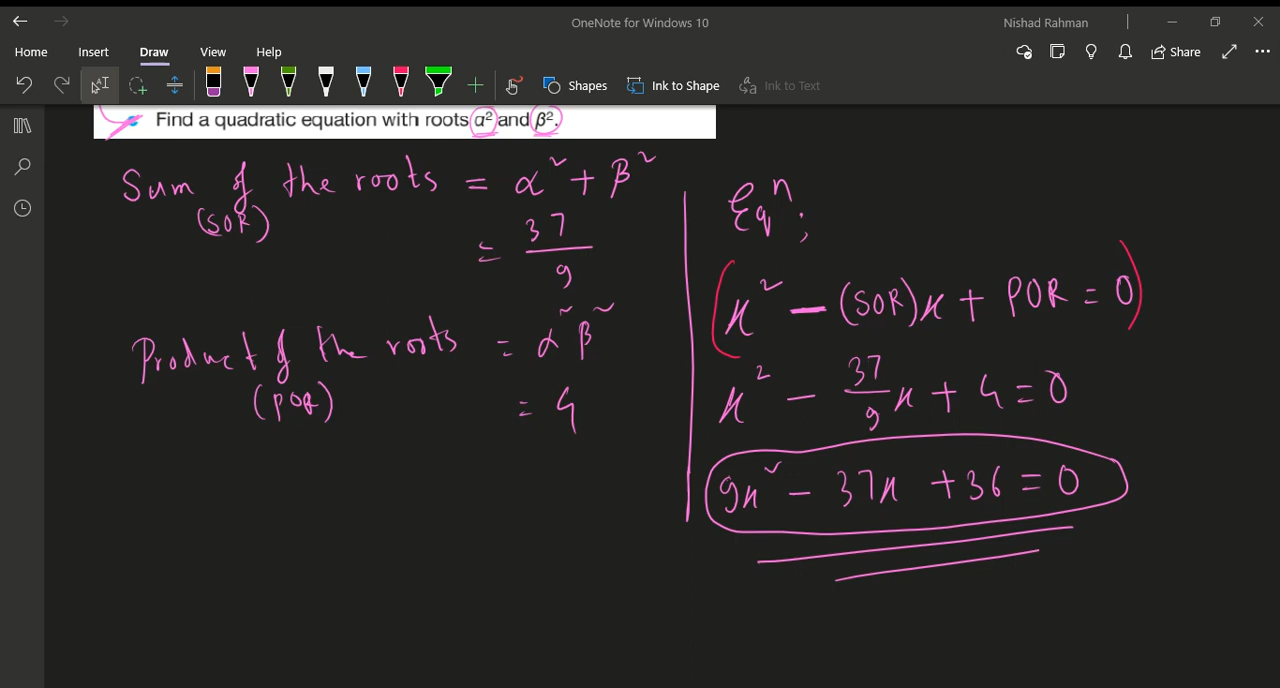 OneNote for Windows 10
Nishad Rahman
Home Insert Draw View Help
Share
Shapes Ink to Shape Ink to Text
Find a quadratic equation with roots α² and β².
Sum of the roots = α² + β²
(SOR)
= 37/9
Product of the roots = α²β²
(POR)
= 4
Eqⁿ;
(x² − (SOR)x + POR = 0)
x² − 37/9 x + 4 = 0
9x² − 37x + 36 = 0